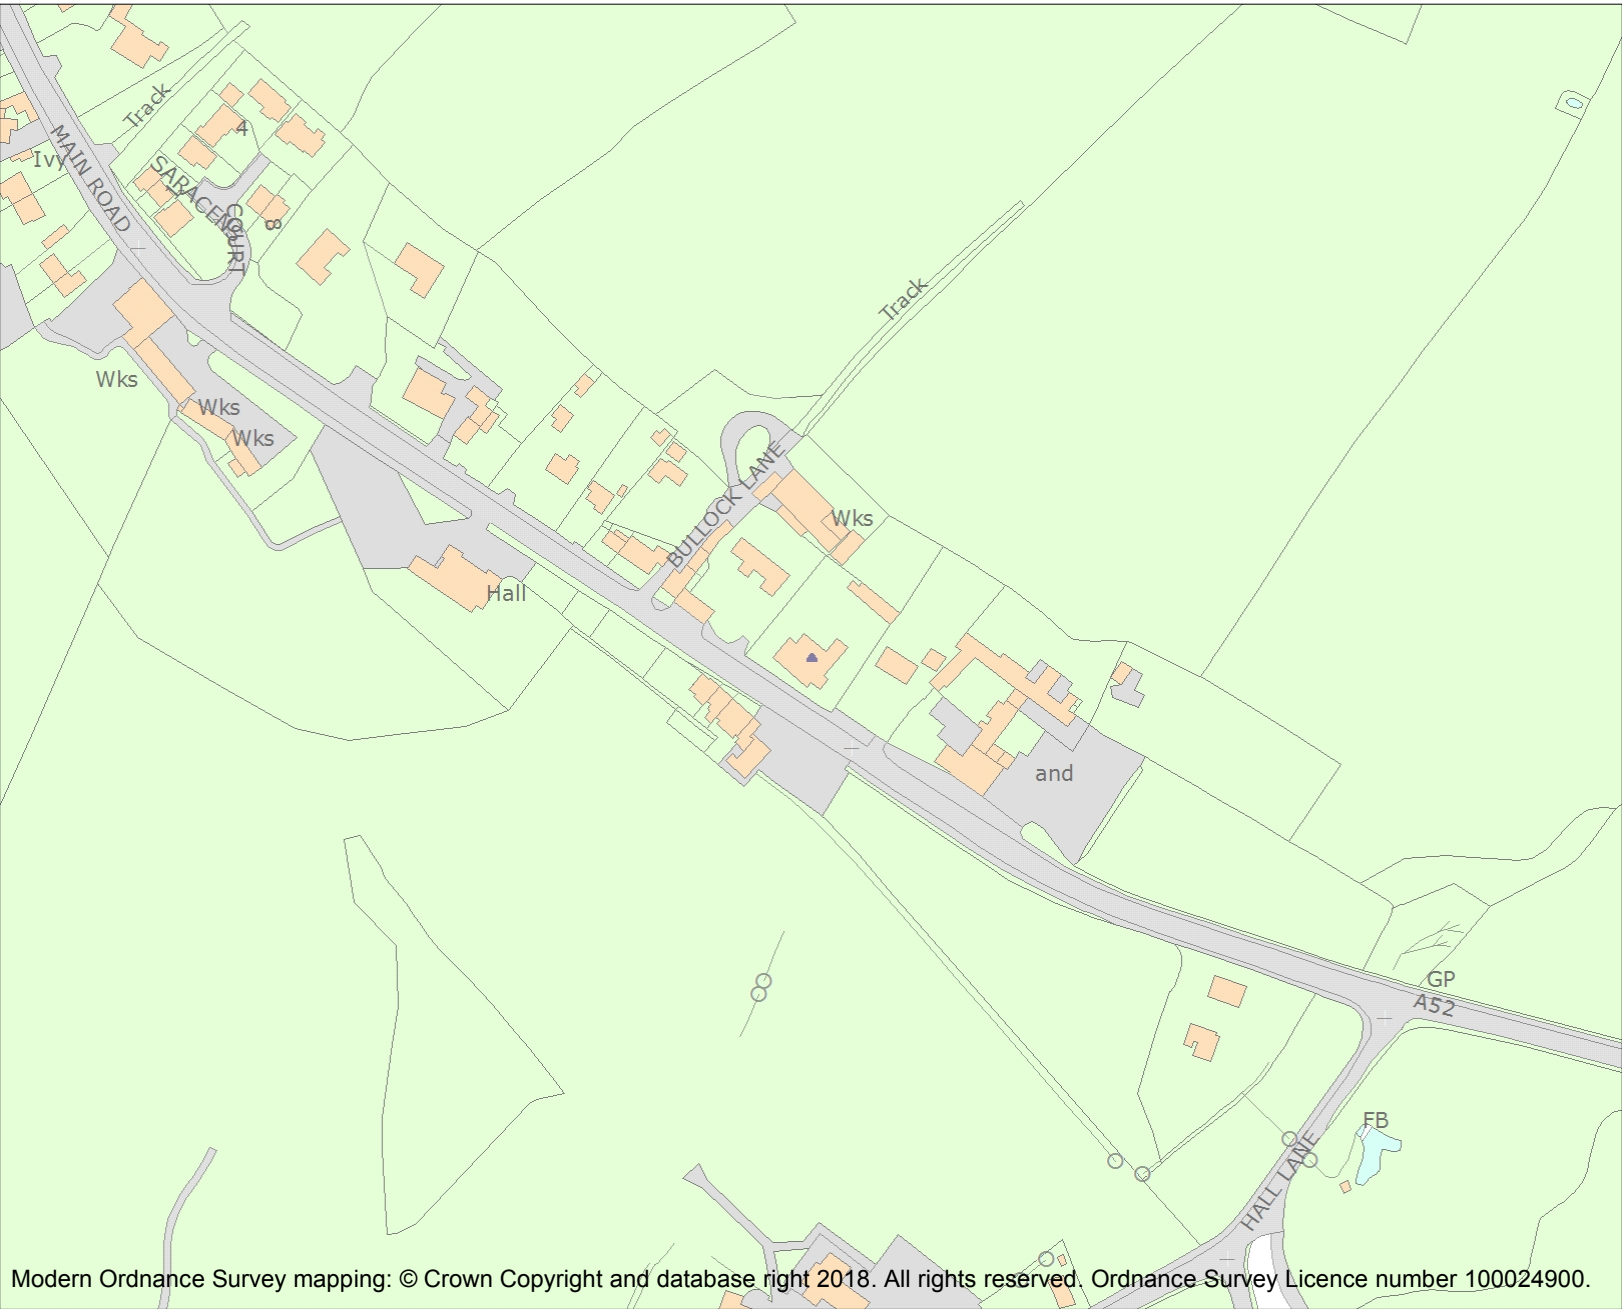 Track
4
MAIN ROAD
Ivy
SARACENS
COURT
8
Track
Wks
Wks
Wks
BULLOCK LANE
Wks
Hall
and
GP
A52
FB
HALL LANE
Modern Ordnance Survey mapping: © Crown Copyright and database right 2018. All rights reserved. Ordnance Survey Licence number 100024900.